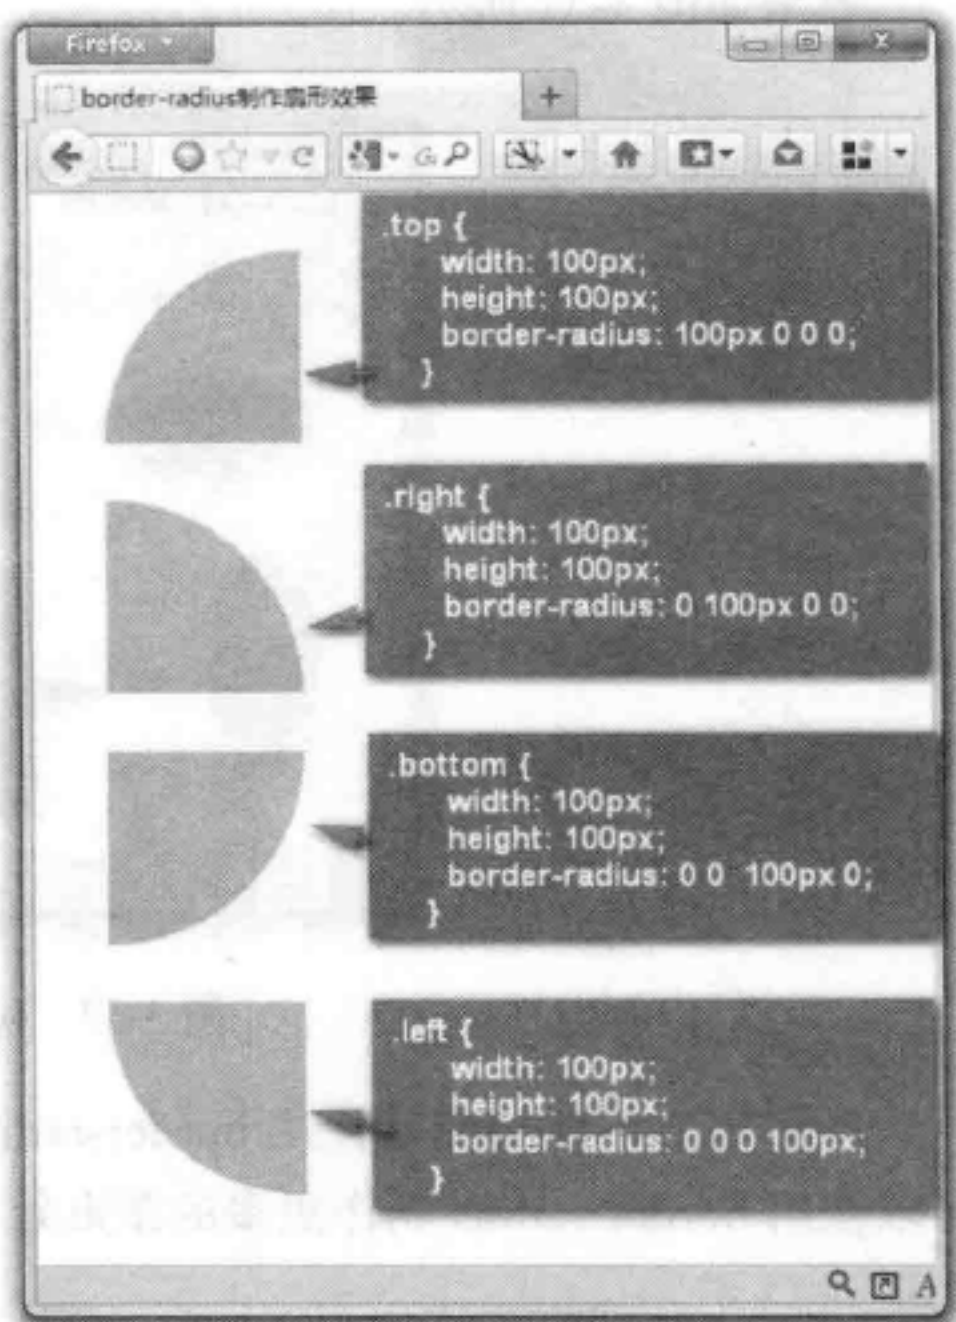 Firefox
border-radius制作扇形效果
.top {
width: 100px;
height: 100px;
border-radius: 100px 0 0 0;
}
.right {
width: 100px;
height: 100px;
border-radius: 0 100px 0 0;
}
.bottom {
width: 100px;
height: 100px;
border-radius: 0 0  100px 0;
}
.left {
width: 100px;
height: 100px;
border-radius: 0 0 0 100px;
}